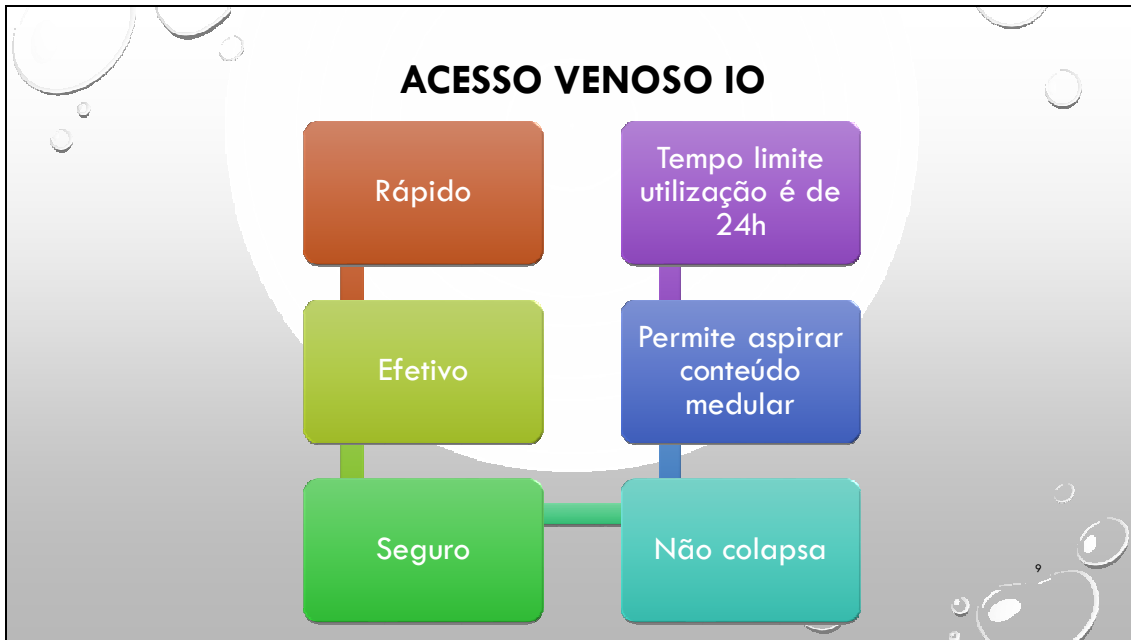 ACESSO VENOSO IO
Rápido
Efetivo
Seguro
Não colapsa
Permite aspirar
conteúdo
medular
Tempo limite
utilização é de
24h
9